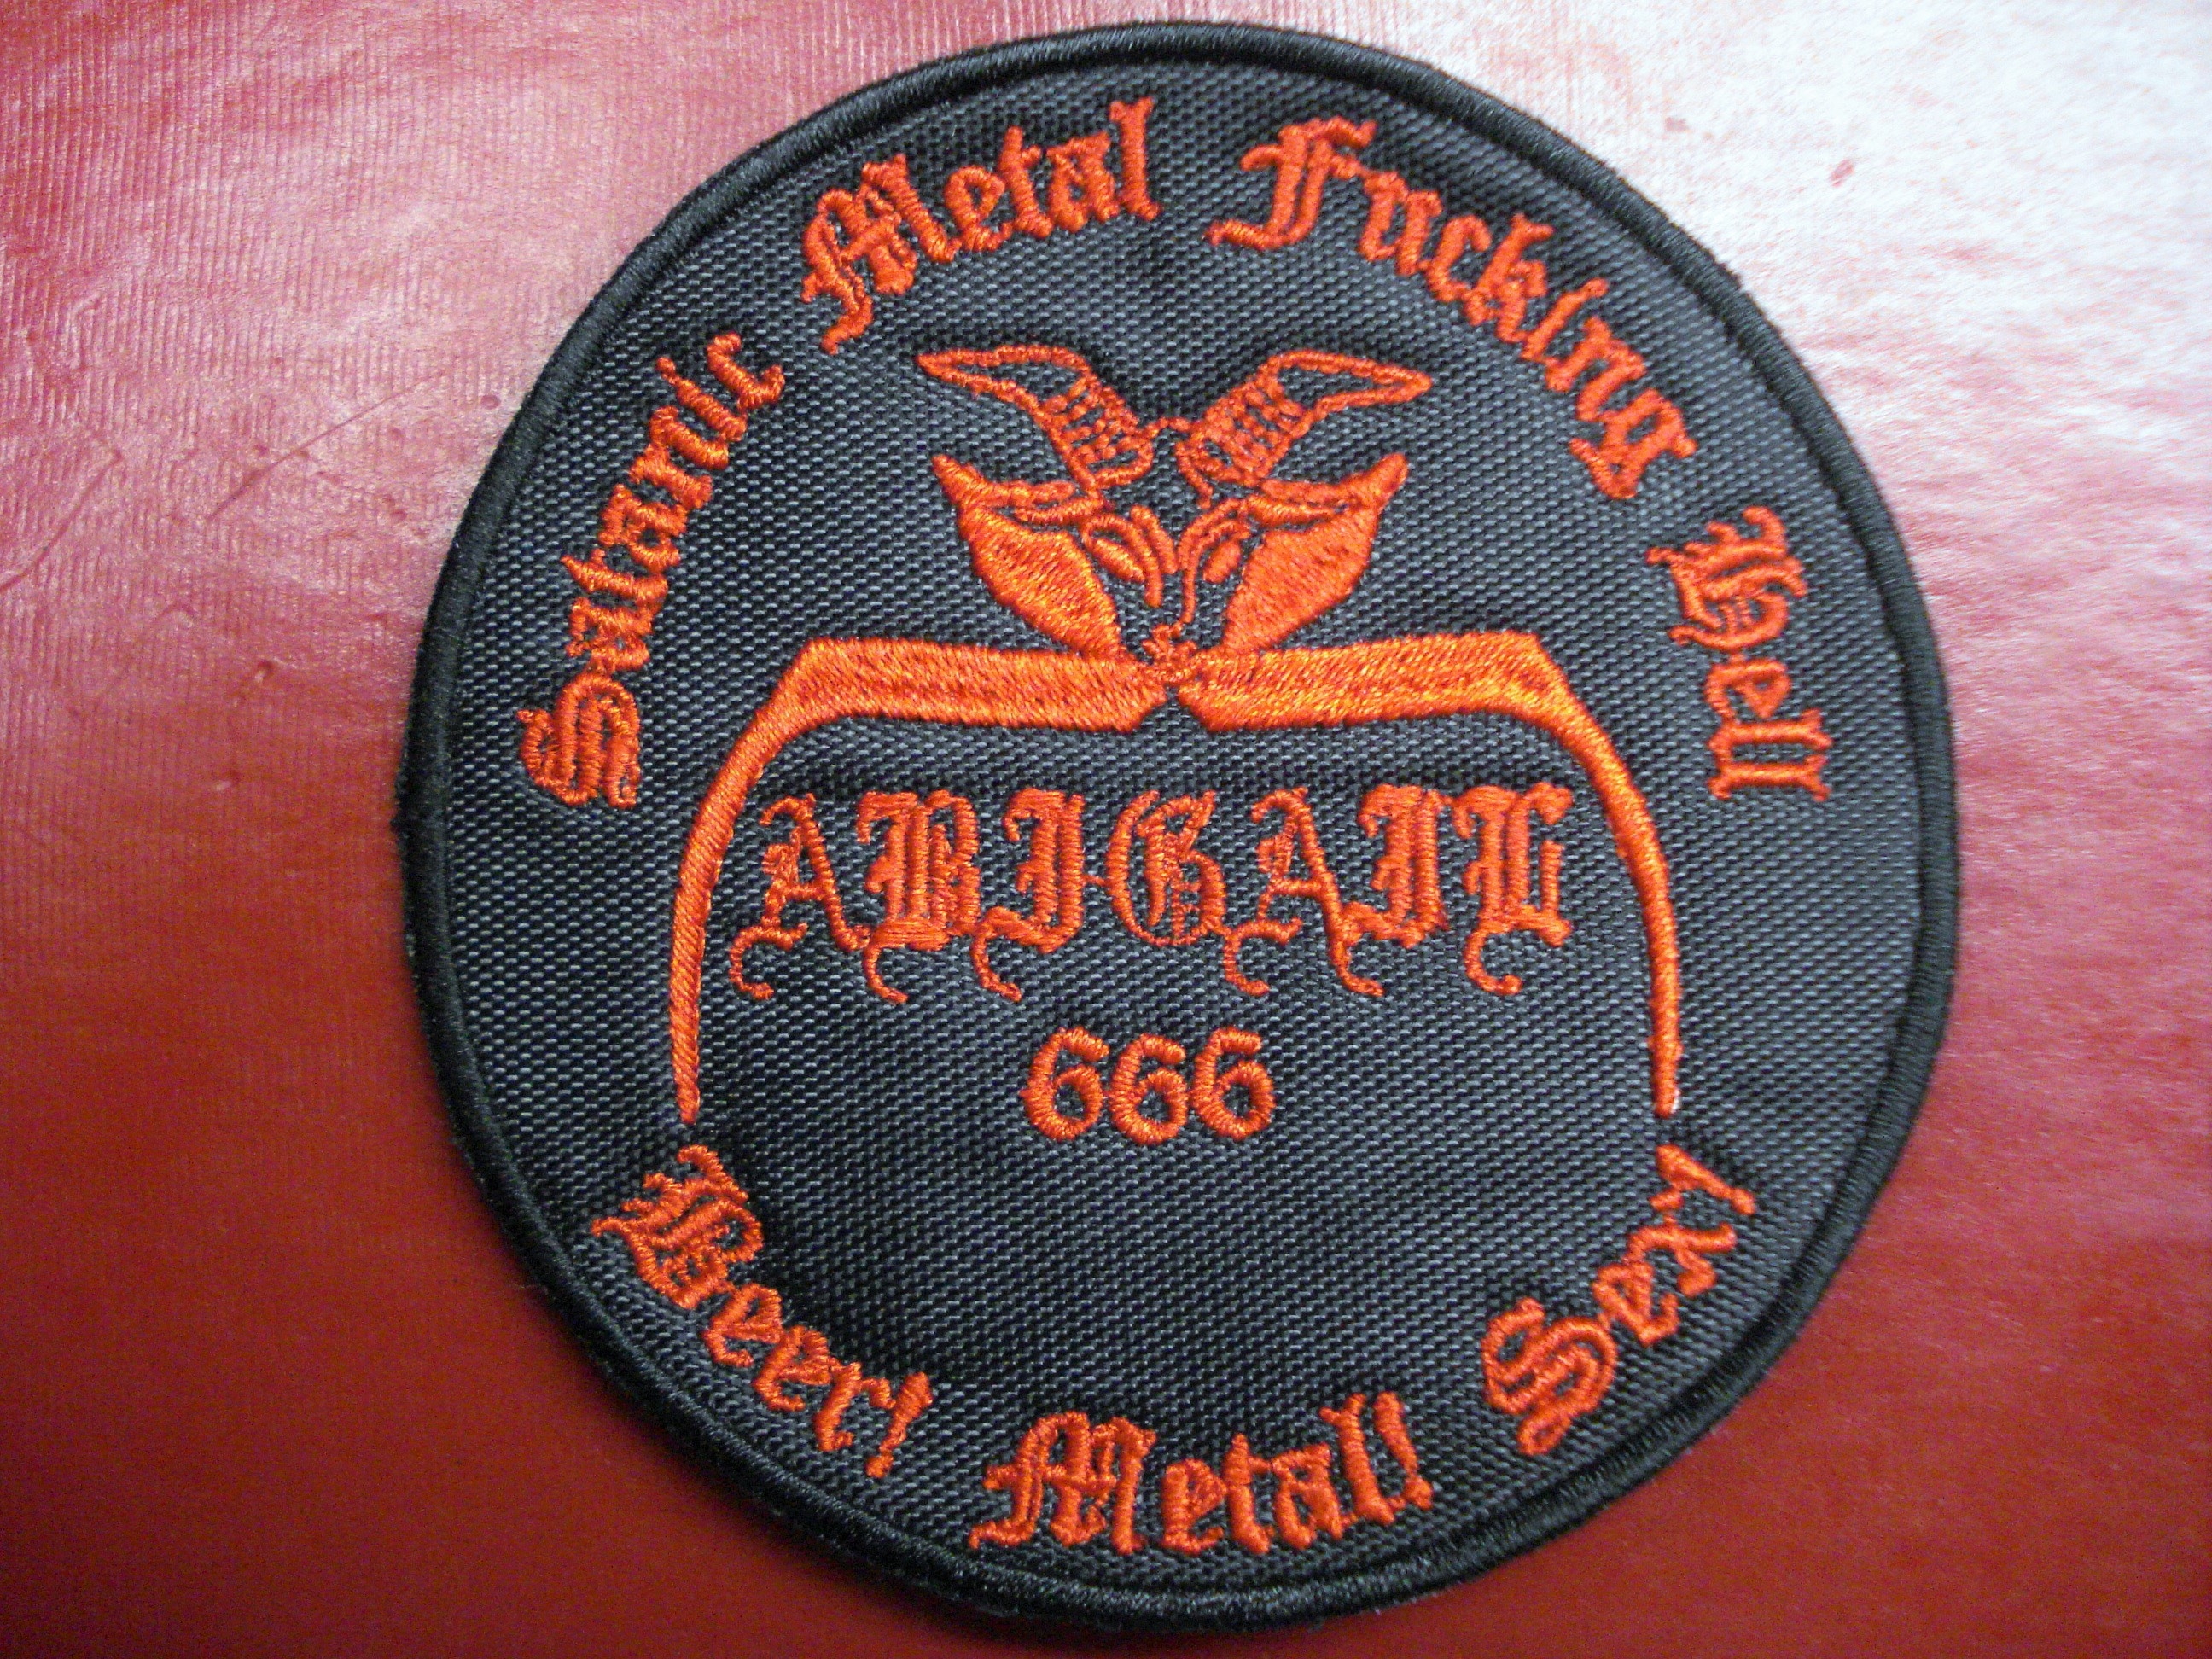 Satanic Metal Fucking Hell
ABIGAIL
666
Beer! Metal! Sex!